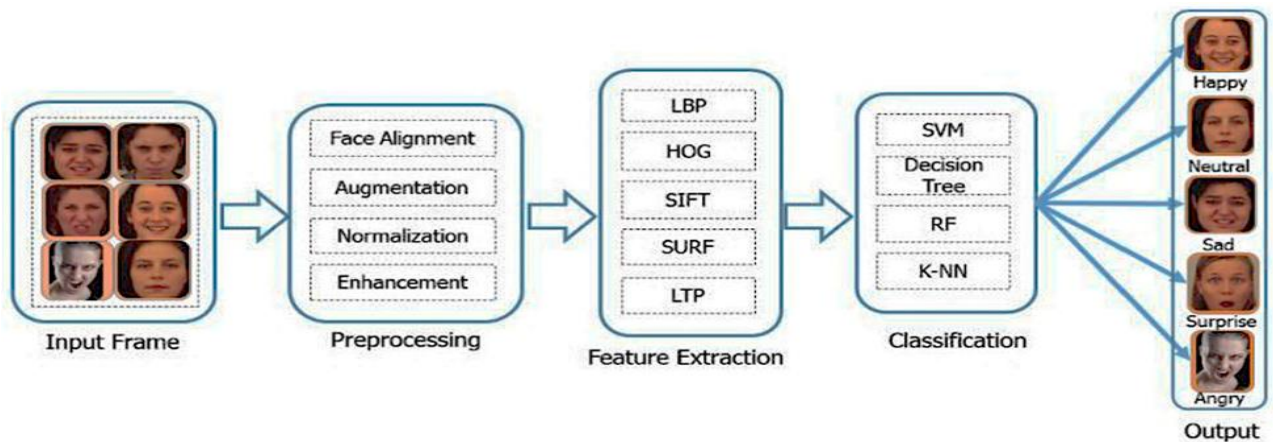 Input Frame
Face Alignment
Augmentation
Normalization
Enhancement
Preprocessing
LBP
HOG
SIFT
SURF
LTP
Feature Extraction
SVM
Decision
Tree
RF
K-NN
Classification
Happy
Neutral
Sad
Surprise
Angry
Output